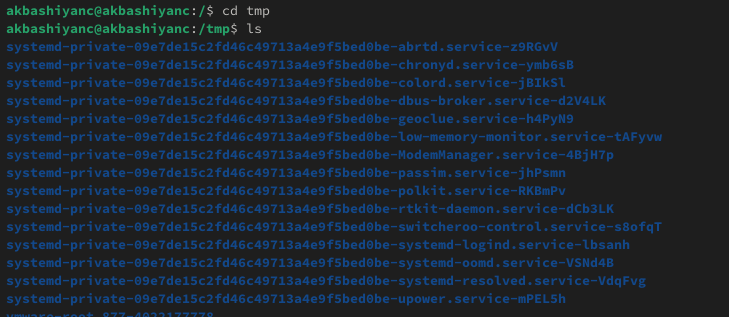 akbashiyanc@akbashiyanc:/$ cd tmp
akbashiyanc@akbashiyanc:/tmp$ ls
systemd-private-09e7de15c2fd46c49713a4e9f5bed0be-abrtd.service-z9RGvV
systemd-private-09e7de15c2fd46c49713a4e9f5bed0be-chronyd.service-ymb6sB
systemd-private-09e7de15c2fd46c49713a4e9f5bed0be-colord.service-jBIkSl
systemd-private-09e7de15c2fd46c49713a4e9f5bed0be-dbus-broker.service-d2V4LK
systemd-private-09e7de15c2fd46c49713a4e9f5bed0be-geoclue.service-h4PyN9
systemd-private-09e7de15c2fd46c49713a4e9f5bed0be-low-memory-monitor.service-tAFyvw
systemd-private-09e7de15c2fd46c49713a4e9f5bed0be-ModemManager.service-4BjH7p
systemd-private-09e7de15c2fd46c49713a4e9f5bed0be-passim.service-jhPsmn
systemd-private-09e7de15c2fd46c49713a4e9f5bed0be-polkit.service-RKBmPv
systemd-private-09e7de15c2fd46c49713a4e9f5bed0be-rtkit-daemon.service-dCb3LK
systemd-private-09e7de15c2fd46c49713a4e9f5bed0be-switcheroo-control.service-s8ofqT
systemd-private-09e7de15c2fd46c49713a4e9f5bed0be-systemd-logind.service-lbsanh
systemd-private-09e7de15c2fd46c49713a4e9f5bed0be-systemd-oomd.service-VSNd4B
systemd-private-09e7de15c2fd46c49713a4e9f5bed0be-systemd-resolved.service-VdqFvg
systemd-private-09e7de15c2fd46c49713a4e9f5bed0be-upower.service-mPEL5h